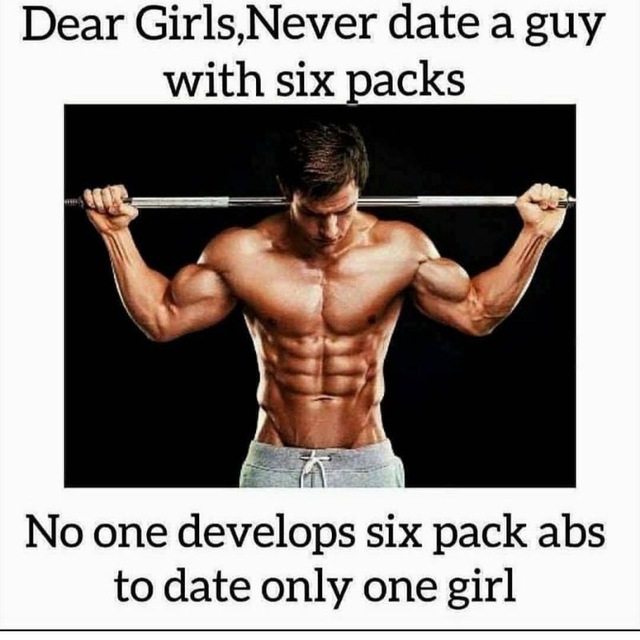 Dear Girls,Never date a guy
with six packs
No one develops six pack abs
to date only one girl